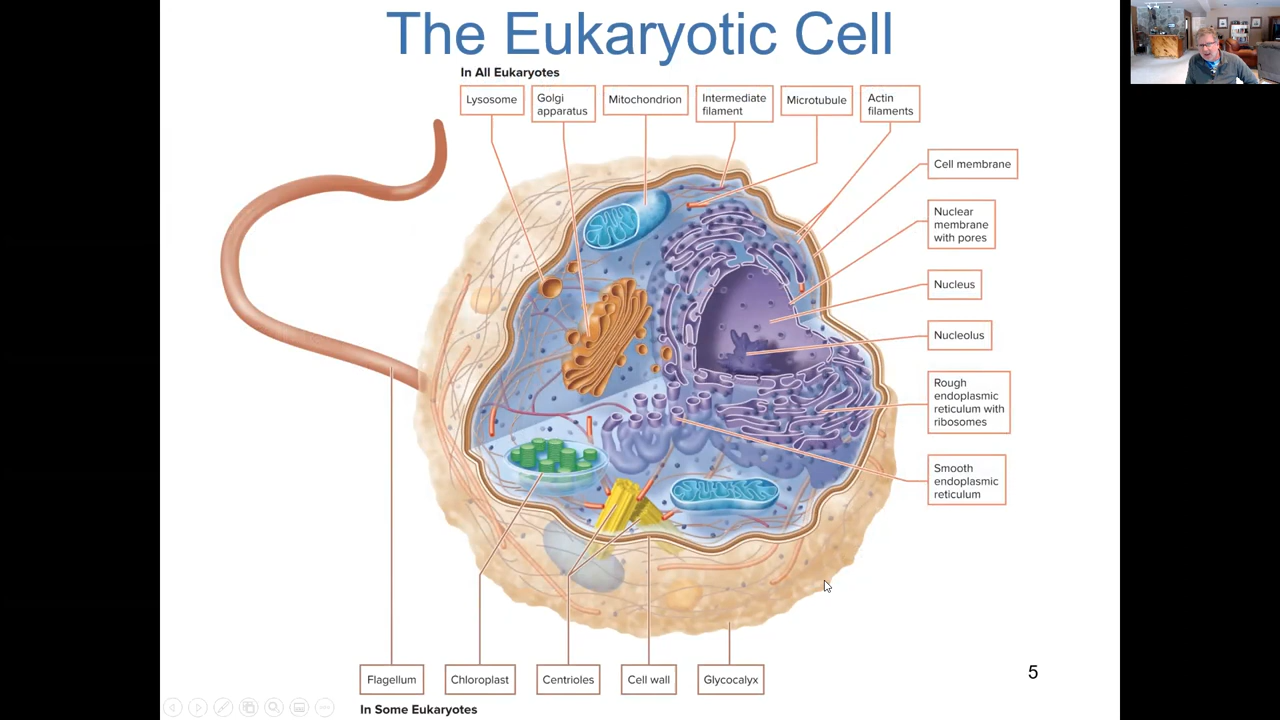 The Eukaryotic Cell
In All Eukaryotes
Lysosome
Golgi
apparatus
Mitochondrion
Intermediate
filament
Microtubule
Actin
filaments
Cell membrane
Nuclear
membrane
with pores
Nucleus
Nucleolus
Rough
endoplasmic
reticulum with
ribosomes
Smooth
endoplasmic
reticulum
Flagellum
Chloroplast
Centrioles
Cell wall
Glycocalyx
In Some Eukaryotes
5